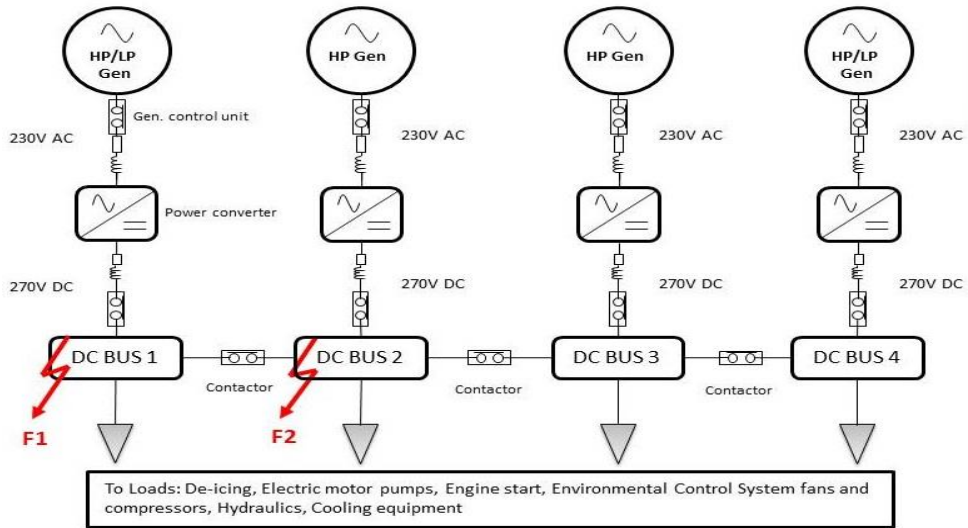 HP/LP
Gen
HP Gen
HP Gen
HP/LP
Gen
Gen. control unit
230V AC
230V AC
230V AC
230V AC
Power converter
270V DC
270V DC
270V DC
270V DC
DC BUS 1
DC BUS 2
DC BUS 3
DC BUS 4
Contactor
Contactor
Contactor
F1
F2
To Loads: De-icing, Electric motor pumps, Engine start, Environmental Control System fans and
compressors, Hydraulics, Cooling equipment